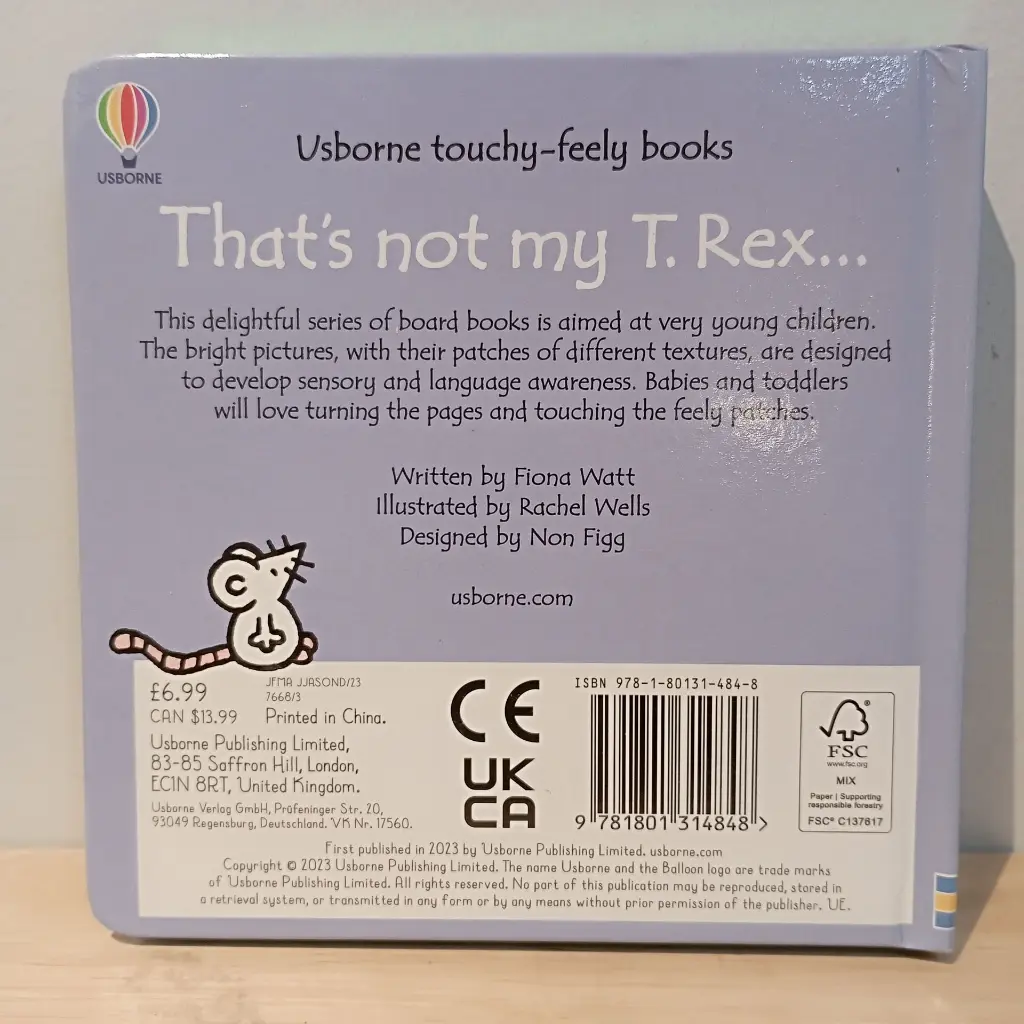 USBORNE
Usborne touchy-feely books
That's not my T. Rex...
This delightful series of board books is aimed at very young children.
The bright pictures, with their patches of different textures, are designed
to develop sensory and language awareness. Babies and toddlers
will love turning the pages and touching the feely patches.
Written by Fiona Watt
Illustrated by Rachel Wells
Designed by Non Figg
usborne.com
£6.99
JFMA JJASOND/23
7668/3
CAN $13.99
Printed in China.
Usborne Publishing Limited,
83-85 Saffron Hill, London,
EC1N 8RT, United Kingdom.
Usborne Verlag GmbH, Prüfeninger Str. 20,
93049 Regensburg, Deutschland. VK Nr. 17560.
CE
UK
CA
ISBN 978-1-80131-484-8
9 781801 314848 >
FSC
www.fsc.org
MIX
Paper | Supporting
responsible forestry
FSC® C137617
First published in 2023 by Usborne Publishing Limited. usborne.com
Copyright © 2023 Usborne Publishing Limited. The name Usborne and the Balloon logo are trade marks
of Usborne Publishing Limited. All rights reserved. No part of this publication may be reproduced, stored in
a retrieval system, or transmitted in any form or by any means without prior permission of the publisher. UE.